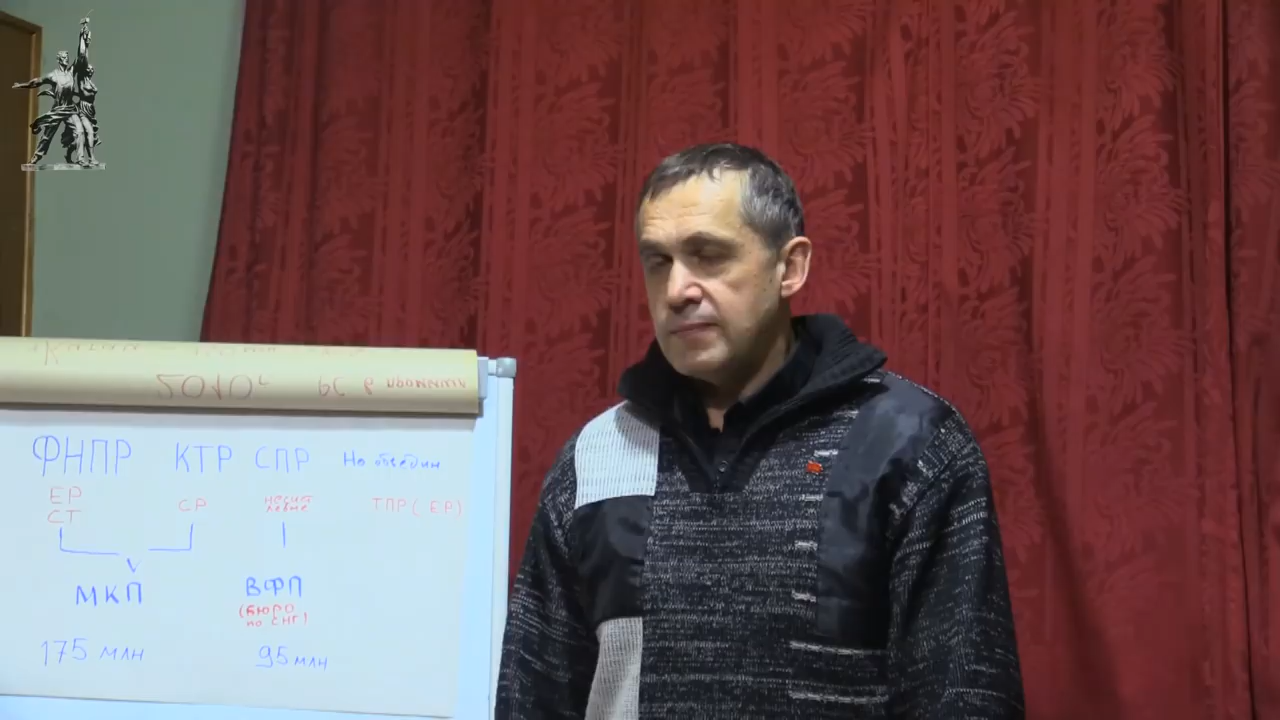 2010г
ФНПР КТР СПР Не объедин
ЕР СР ТПР (ЕР)
СТ
МКП ВФП
(БЮРО
по СНГ)
175 млн 95 млн